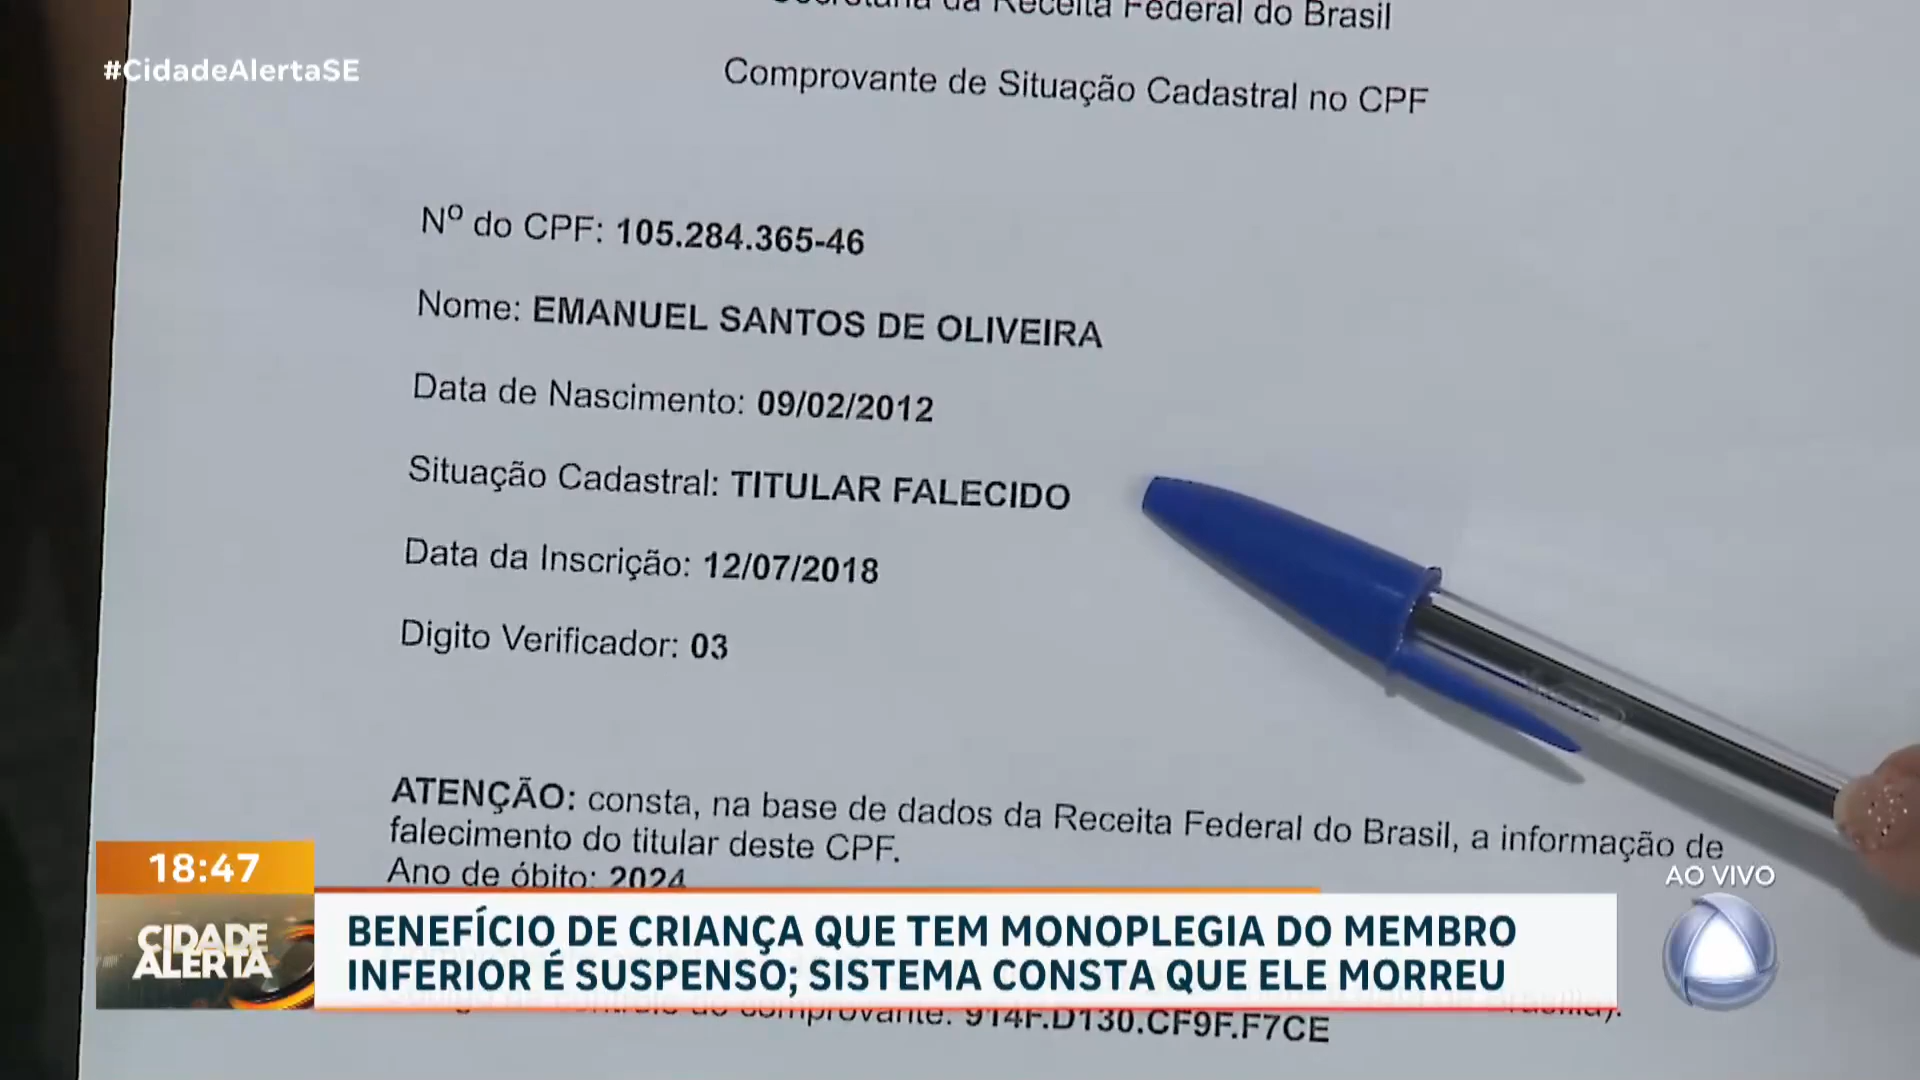 Secretaria da Receita Federal do Brasil
#CidadeAlertaSE
Comprovante de Situação Cadastral no CPF
Nº do CPF: 105.284.365-46
Nome: EMANUEL SANTOS DE OLIVEIRA
Data de Nascimento: 09/02/2012
Situação Cadastral: TITULAR FALECIDO
Data da Inscrição: 12/07/2018
Digito Verificador: 03
ATENÇÃO: consta, na base de dados da Receita Federal do Brasil, a informação de
falecimento do titular deste CPF.
Ano de óbito: 2024
18:47
AO VIVO
CIDADE
ALERTA
BENEFÍCIO DE CRIANÇA QUE TEM MONOPLEGIA DO MEMBRO
INFERIOR É SUSPENSO; SISTEMA CONSTA QUE ELE MORREU
comprovante: 914F.D130.CF9F.F7CE